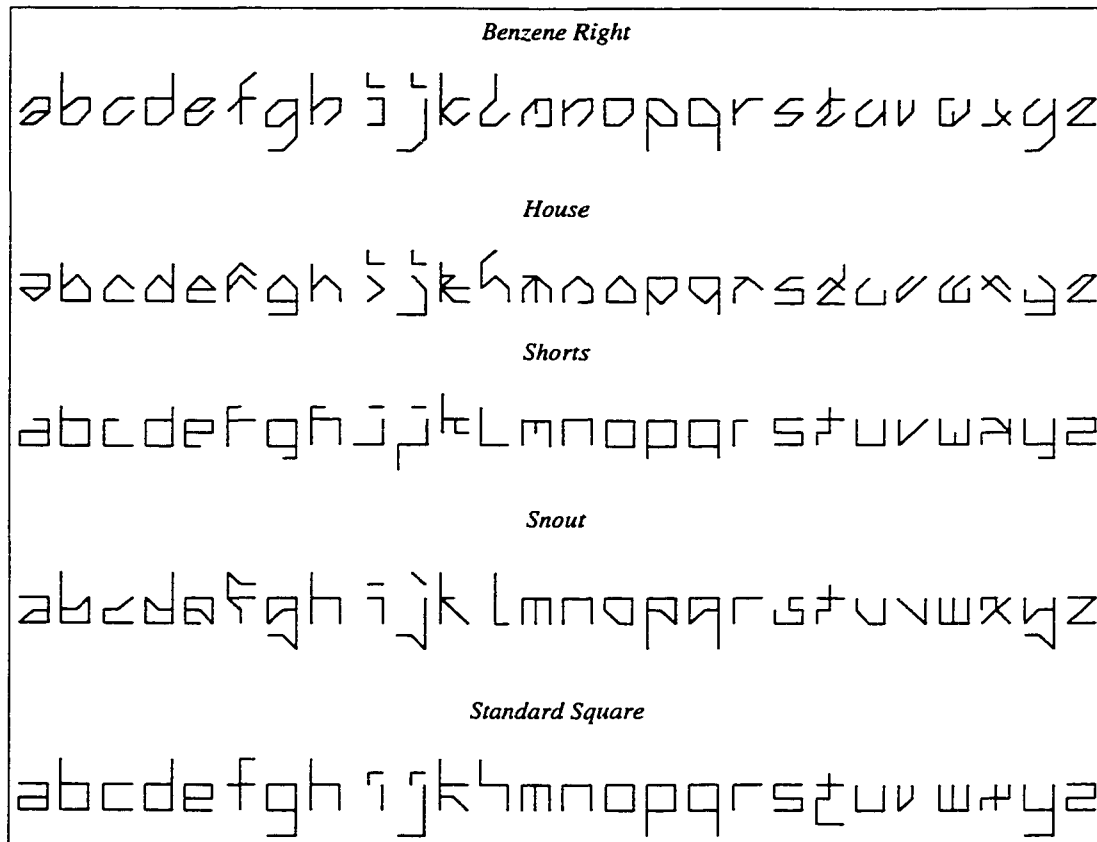 Benzene Right
abcdefghijklmnopqrstuvwxyz
House
abcdefghijklmnopqrstuvwxyz
Shorts
abcdefghijklmnopqrstuvwxyz
Snout
abcdefghijklmnopqrstuvwxyz
Standard Square
abcdefghijklmnopqrstuvwxyz